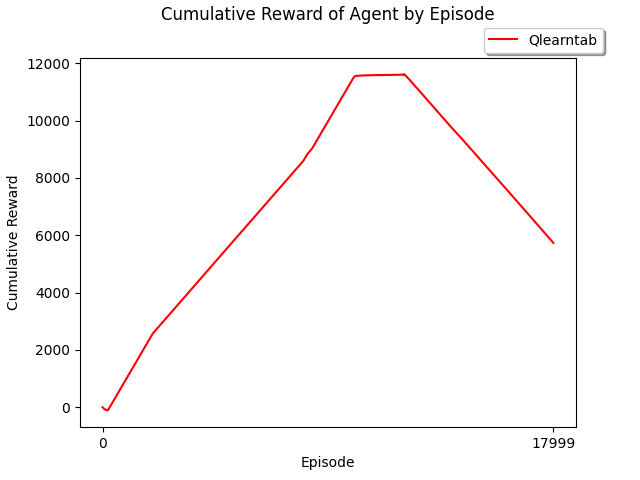 Cumulative Reward of Agent by Episode
Qlearntab
12000
10000
8000
6000
4000
2000
0
Cumulative Reward
0
17999
Episode